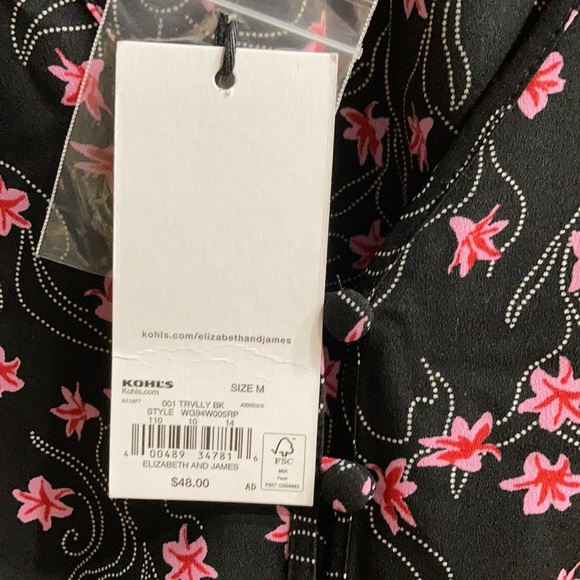 kohls.com/elizabethandjames
KOHL'S SIZE M
Kohls.com
001 TRVLLY BK
STYLE WG94W005RP
110 10 14
4 00489 34781 6
ELIZABETH AND JAMES
$48.00 AD
FSC
MIX
Paper